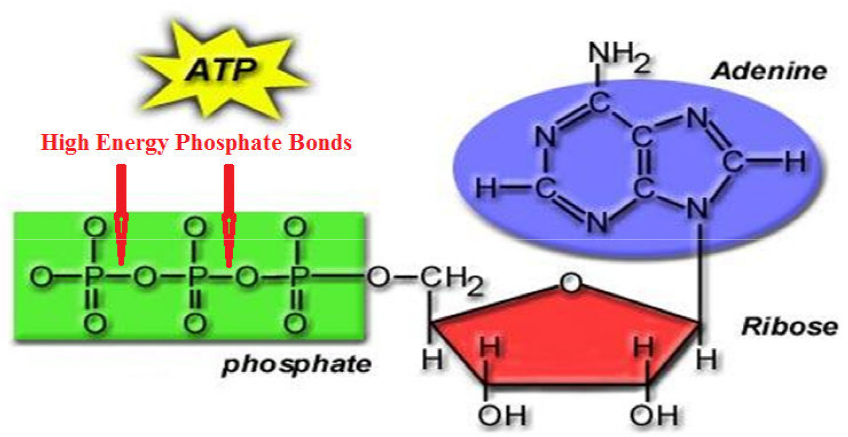 ATP
High Energy Phosphate Bonds
NH2
Adenine
C
N
N
C
C
H
C
C
H
N
N
O
O
O
O
P
O
P
O
P
O
CH2
O
O
O
O
phosphate
H
H
H
H
Ribose
OH
OH